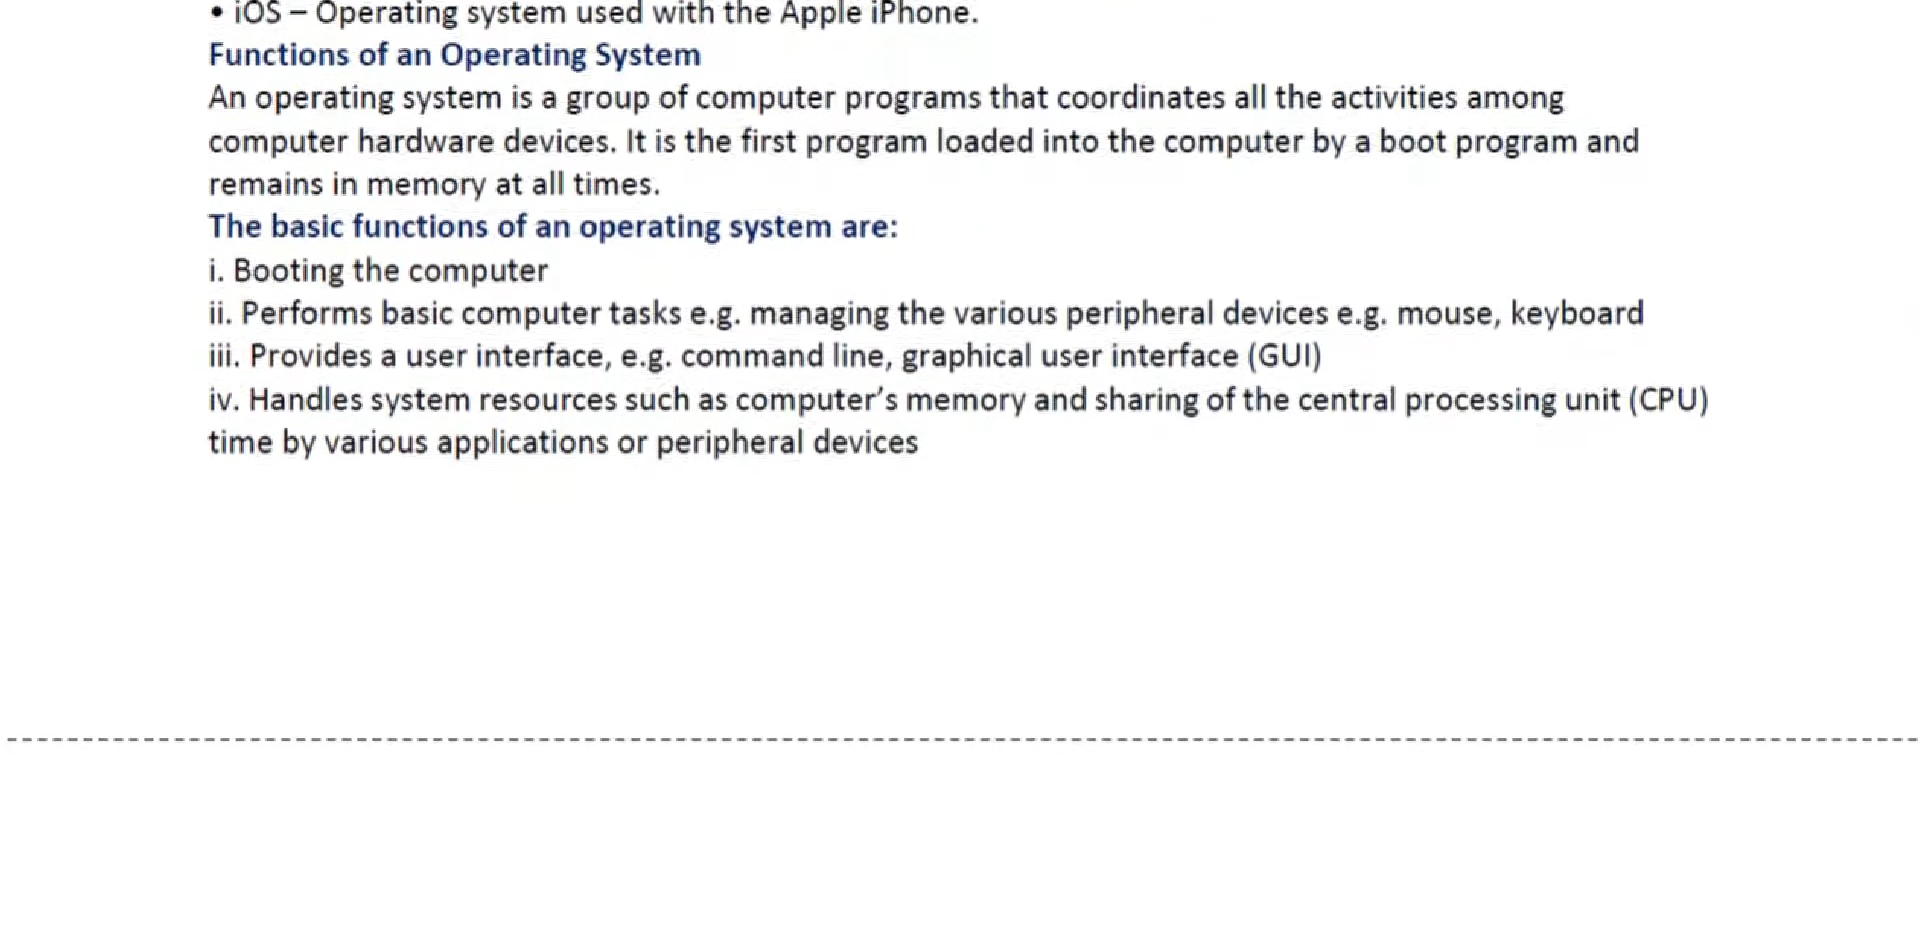 • iOS – Operating system used with the Apple iPhone.
Functions of an Operating System
An operating system is a group of computer programs that coordinates all the activities among
computer hardware devices. It is the first program loaded into the computer by a boot program and
remains in memory at all times.
The basic functions of an operating system are:
i. Booting the computer
ii. Performs basic computer tasks e.g. managing the various peripheral devices e.g. mouse, keyboard
iii. Provides a user interface, e.g. command line, graphical user interface (GUI)
iv. Handles system resources such as computer’s memory and sharing of the central processing unit (CPU)
time by various applications or peripheral devices